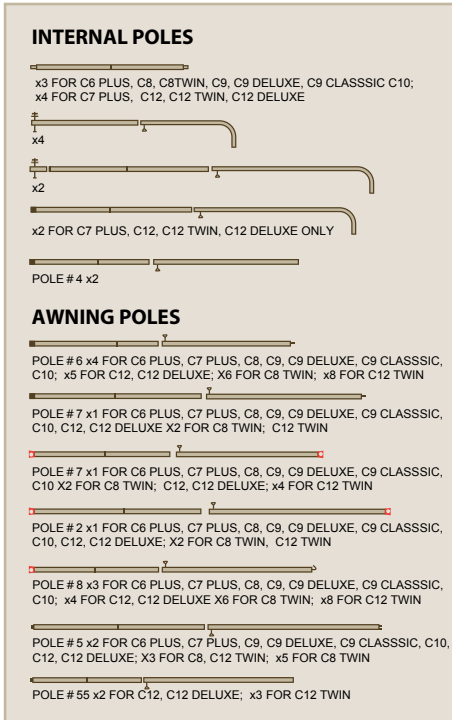 INTERNAL POLES
x3 FOR C6 PLUS, C8, C8TWIN, C9, C9 DELUXE, C9 CLASSSIC C10;
x4 FOR C7 PLUS, C12, C12 TWIN, C12 DELUXE
x4
x2
x2 FOR C7 PLUS, C12, C12 TWIN, C12 DELUXE ONLY
POLE # 4 x2
AWNING POLES
POLE # 6 x4 FOR C6 PLUS, C7 PLUS, C8, C9, C9 DELUXE, C9 CLASSSIC,
C10; x5 FOR C12, C12 DELUXE; X6 FOR C8 TWIN; x8 FOR C12 TWIN
POLE # 7 x1 FOR C6 PLUS, C7 PLUS, C8, C9, C9 DELUXE, C9 CLASSSIC,
C10, C12, C12 DELUXE X2 FOR C8 TWIN; C12 TWIN
POLE # 7 x1 FOR C6 PLUS, C7 PLUS, C8, C9, C9 DELUXE, C9 CLASSSIC,
C10 X2 FOR C8 TWIN; C12, C12 DELUXE; x4 FOR C12 TWIN
POLE # 2 x1 FOR C6 PLUS, C7 PLUS, C8, C9, C9 DELUXE, C9 CLASSSIC,
C10, C12, C12 DELUXE; X2 FOR C8 TWIN, C12 TWIN
POLE # 8 x3 FOR C6 PLUS, C7 PLUS, C8, C9, C9 DELUXE, C9 CLASSSIC,
C10; x4 FOR C12, C12 DELUXE X6 FOR C8 TWIN; x8 FOR C12 TWIN
POLE # 5 x2 FOR C6 PLUS, C7 PLUS, C9, C9 DELUXE, C9 CLASSSIC, C10,
C12, C12 DELUXE; X3 FOR C8, C12 TWIN; x5 FOR C8 TWIN
POLE # 55 x2 FOR C12, C12 DELUXE; x3 FOR C12 TWIN